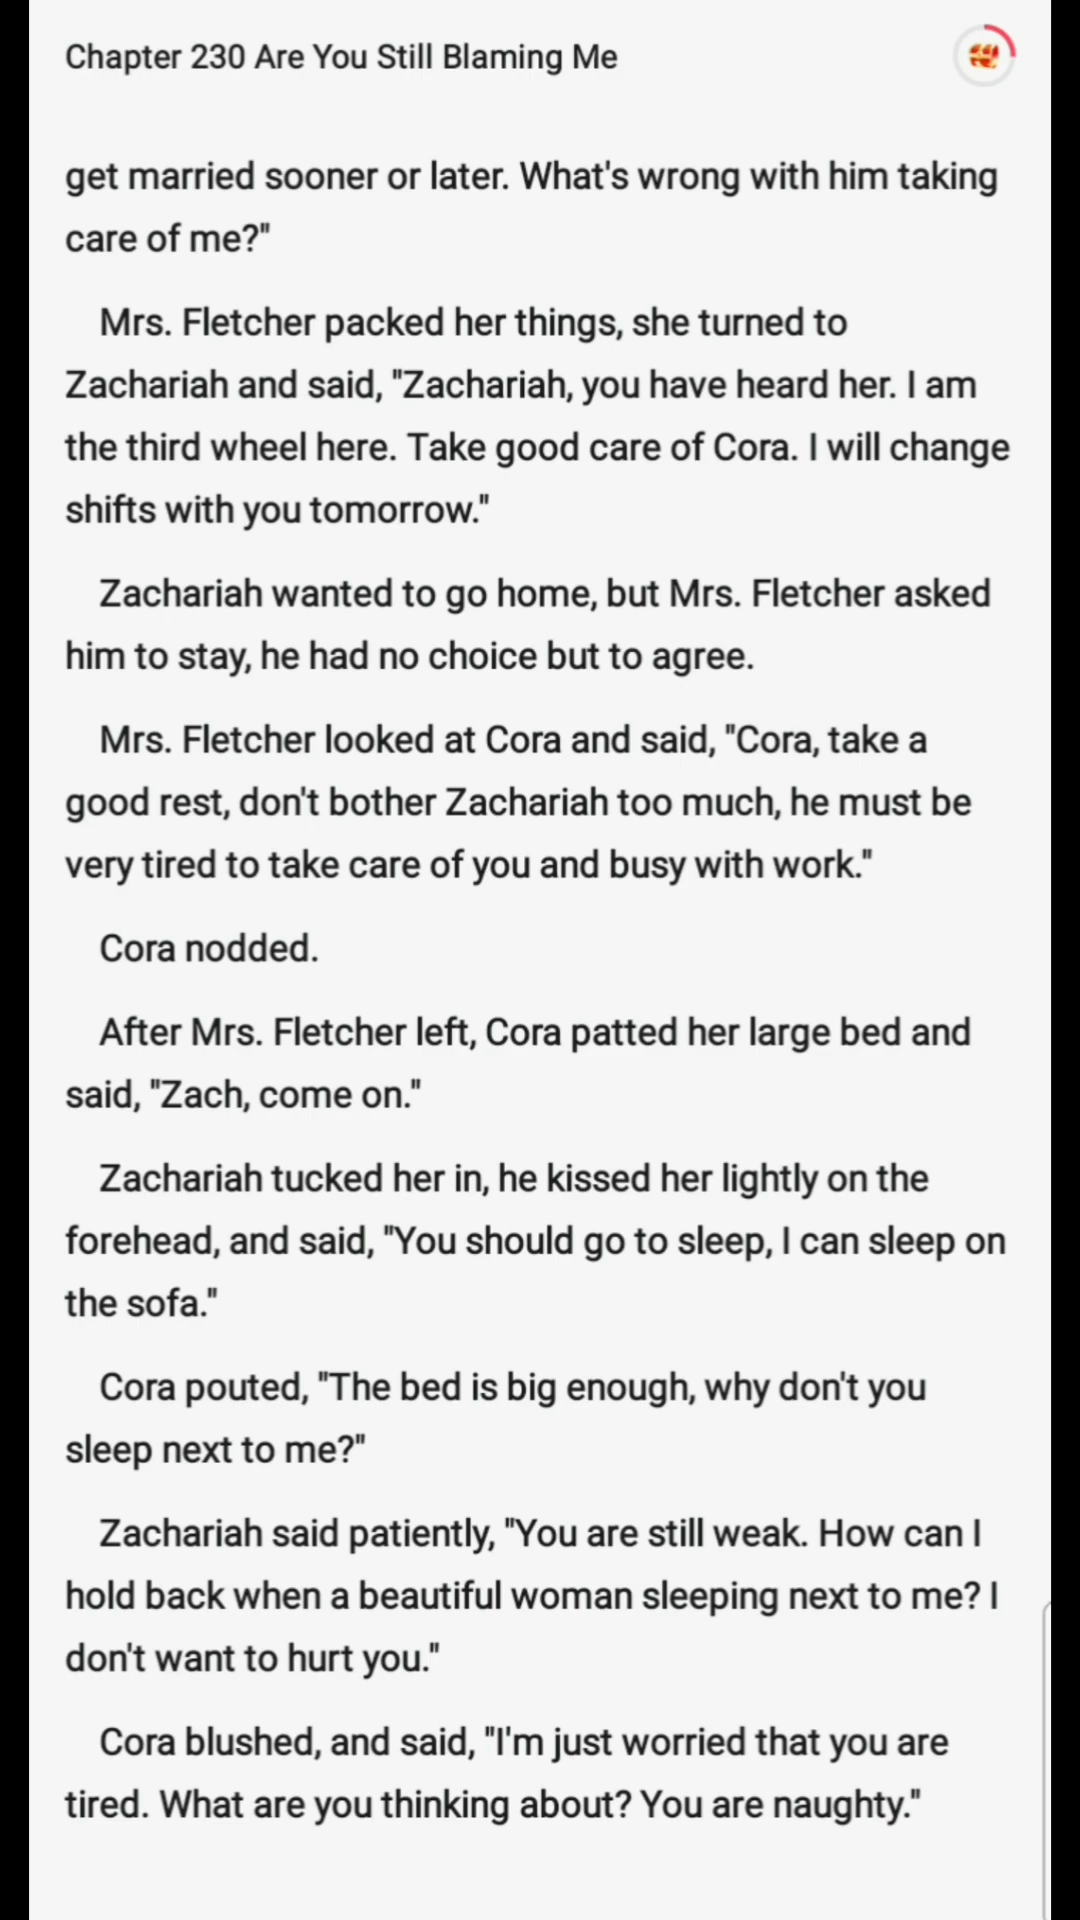 Chapter 230 Are You Still Blaming Me
get married sooner or later. What's wrong with him taking
care of me?"
Mrs. Fletcher packed her things, she turned to
Zachariah and said, "Zachariah, you have heard her. I am
the third wheel here. Take good care of Cora. I will change
shifts with you tomorrow."
Zachariah wanted to go home, but Mrs. Fletcher asked
him to stay, he had no choice but to agree.
Mrs. Fletcher looked at Cora and said, "Cora, take a
good rest, don't bother Zachariah too much, he must be
very tired to take care of you and busy with work."
Cora nodded.
After Mrs. Fletcher left, Cora patted her large bed and
said, "Zach, come on."
Zachariah tucked her in, he kissed her lightly on the
forehead, and said, "You should go to sleep, I can sleep on
the sofa."
Cora pouted, "The bed is big enough, why don't you
sleep next to me?"
Zachariah said patiently, "You are still weak. How can I
hold back when a beautiful woman sleeping next to me? I
don't want to hurt you."
Cora blushed, and said, "I'm just worried that you are
tired. What are you thinking about? You are naughty."